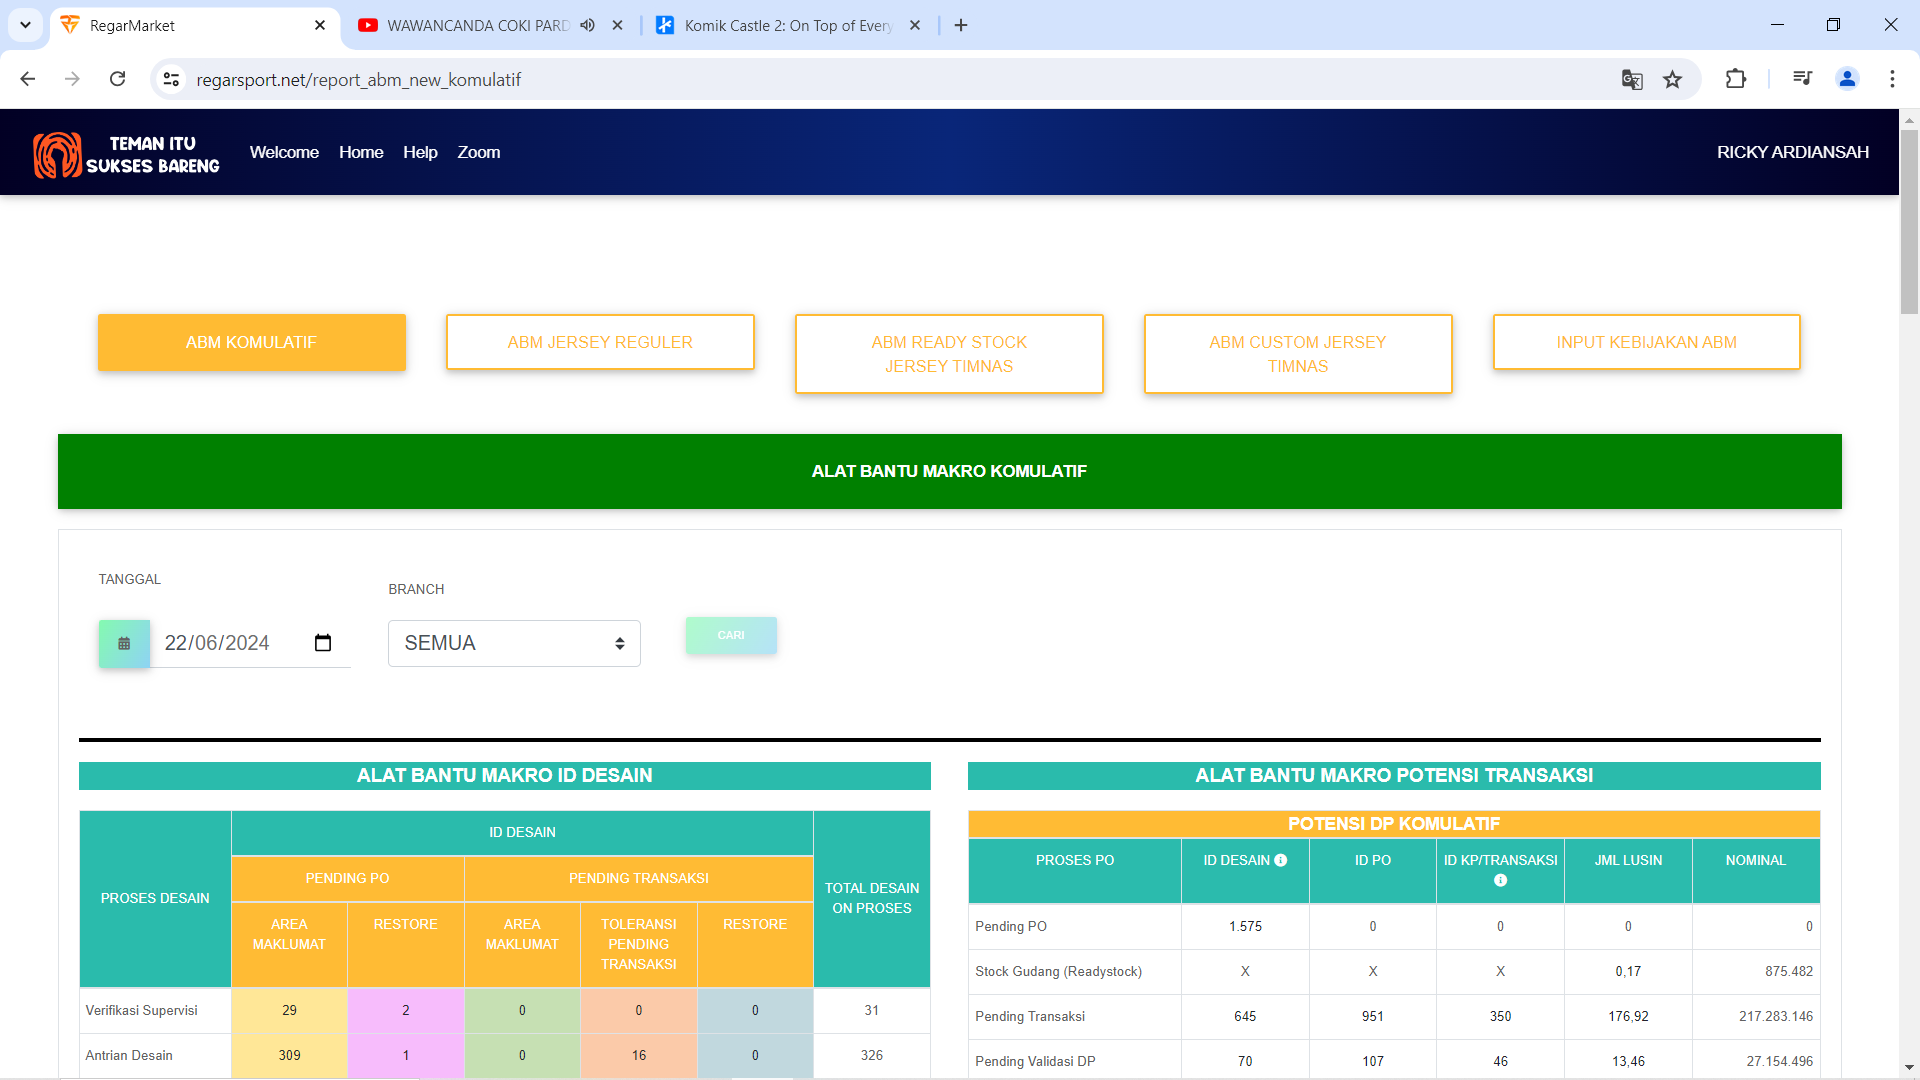 RegarMarket
WAWANCANDA COKI PARD
Komik Castle 2: On Top of Every
regarsport.net/report_abm_new_komulatif
TEMAN ITU
SUKSES BARENG
Welcome
Home
Help
Zoom
RICKY ARDIANSAH
ABM KOMULATIF
ABM JERSEY REGULER
ABM READY STOCK
JERSEY TIMNAS
ABM CUSTOM JERSEY
TIMNAS
INPUT KEBIJAKAN ABM
ALAT BANTU MAKRO KOMULATIF
TANGGAL
BRANCH
22/06/2024
SEMUA
CARI
ALAT BANTU MAKRO ID DESAIN
PROSES DESAIN
ID DESAIN
TOTAL DESAIN
ON PROSES
PENDING PO
PENDING TRANSAKSI
AREA
MAKLUMAT
RESTORE
AREA
MAKLUMAT
TOLERANSI
PENDING
TRANSAKSI
RESTORE
Verifikasi Supervisi 29 2 0 0 0 31
Antrian Desain 309 1 0 16 0 326
ALAT BANTU MAKRO POTENSI TRANSAKSI
POTENSI DP KOMULATIF
PROSES PO
ID DESAIN
ID PO
ID KP/TRANSAKSI
JML LUSIN
NOMINAL
Pending PO 1.575 0 0 0 0
Stock Gudang (Readystock) X X X 0,17 875.482
Pending Transaksi 645 951 350 176,92 217.283.146
Pending Validasi DP 70 107 46 13,46 27.154.496